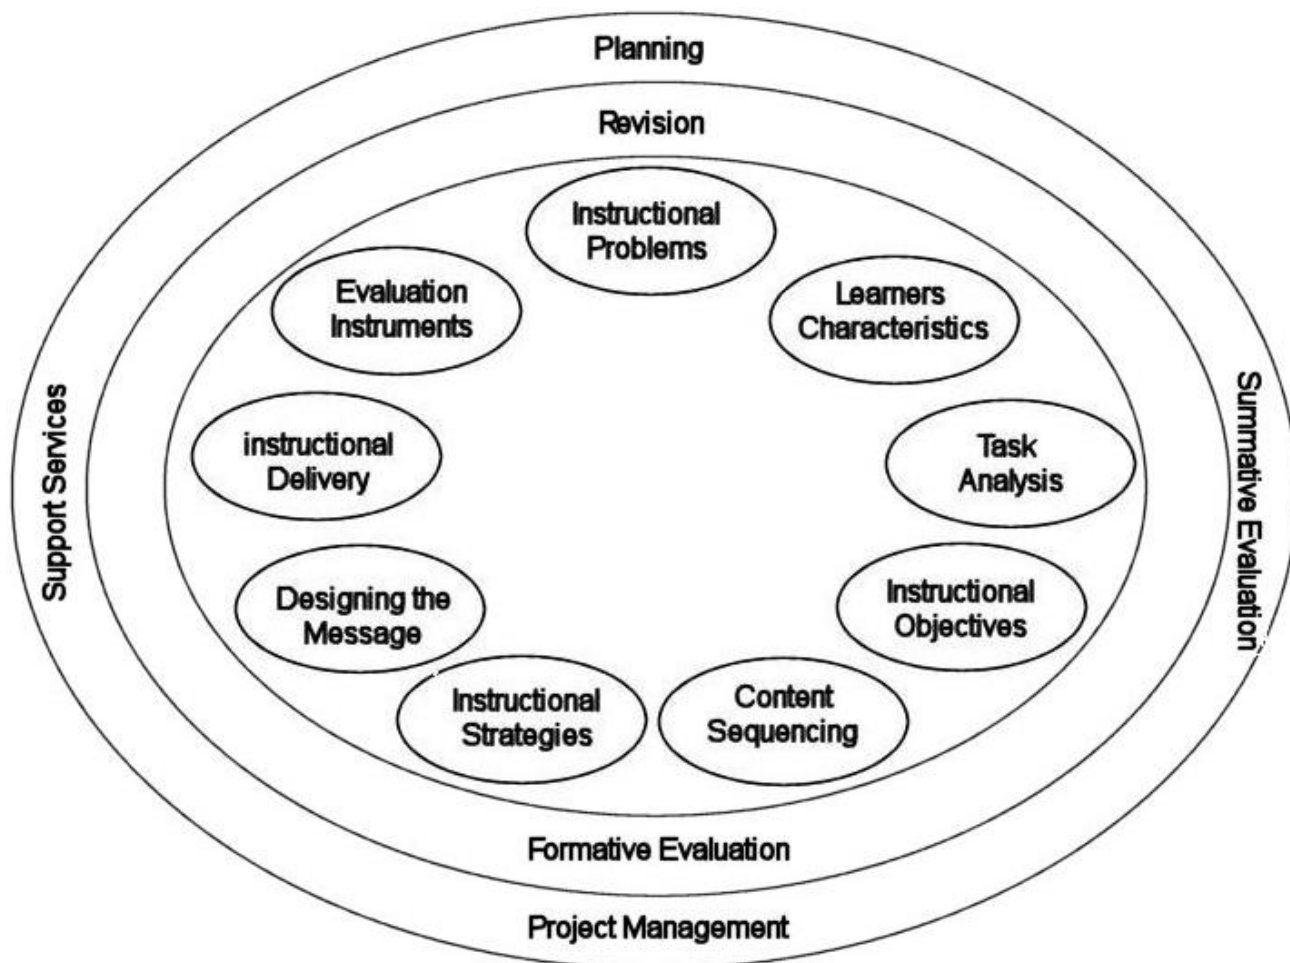 Planning
Revision
Instructional
Problems
Learners
Characteristics
Task
Analysis
Instructional
Objectives
Content
Sequencing
Instructional
Strategies
Designing the
Message
instructional
Delivery
Evaluation
Instruments
Formative Evaluation
Project Management
Support Services
Summative Evaluation